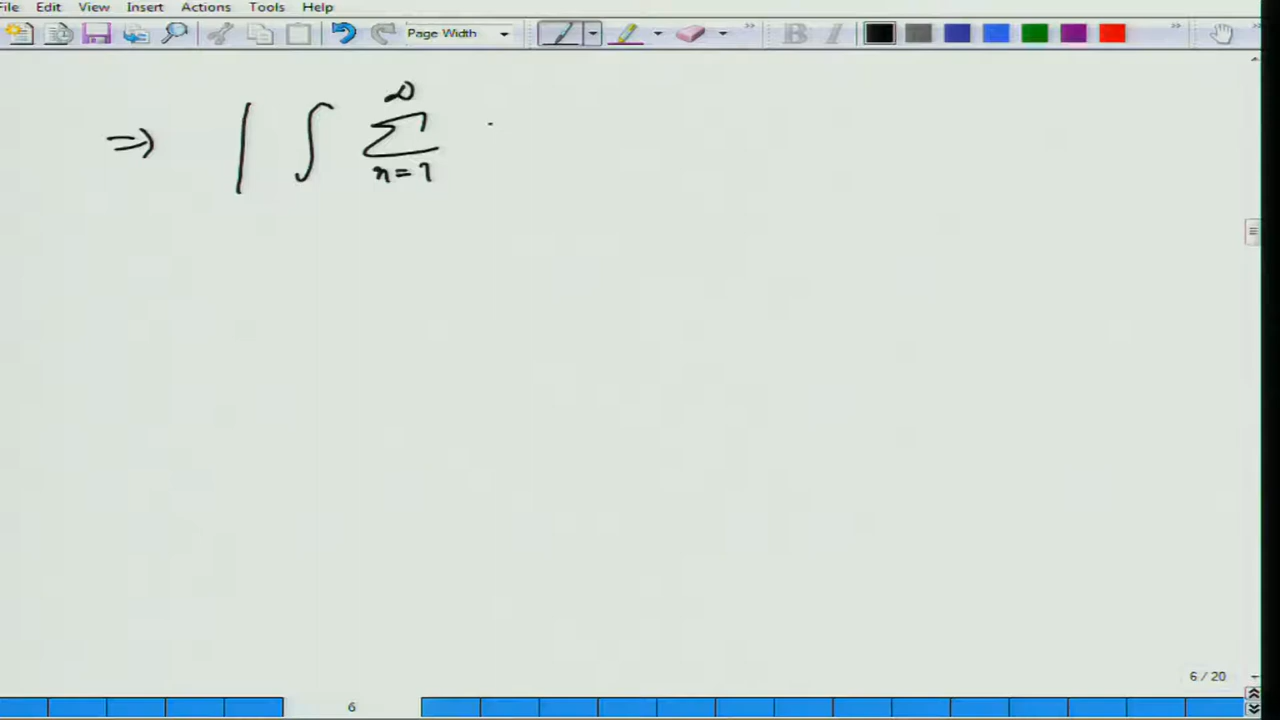 File Edit View Insert Actions Tools Help
Page Width B I
∞
⇒ | ∫ ∑
n=1
6 / 20
6